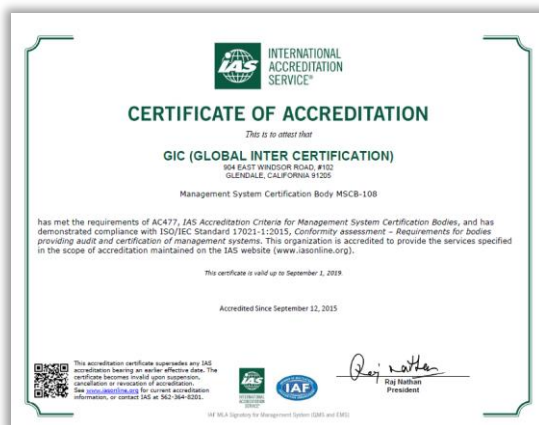 IAS
INTERNATIONAL
ACCREDITATION
SERVICE®
CERTIFICATE OF ACCREDITATION
This is to attest that
GIC (GLOBAL INTER CERTIFICATION)
904 EAST WINDSOR ROAD, #102
GLENDALE, CALIFORNIA 91205
Management System Certification Body MSCB-108
has met the requirements of AC477, IAS Accreditation Criteria for Management System Certification Bodies, and has
demonstrated compliance with ISO/IEC Standard 17021-1:2015, Conformity assessment – Requirements for bodies
providing audit and certification of management systems. This organization is accredited to provide the services specified
in the scope of accreditation maintained on the IAS website (www.iasonline.org).
This certificate is valid up to September 1, 2019.
Accredited Since September 12, 2015
This accreditation certificate supersedes any IAS
accreditation bearing an earlier effective date. The
certificate becomes invalid upon suspension,
cancellation or revocation of accreditation.
See www.iasonline.org for current accreditation
information, or contact IAS at 562-364-8201.
IAS
INTERNATIONAL
ACCREDITATION
SERVICE
IAF
Raj Nathan
Raj Nathan
President
IAF MLA Signatory for Management System (QMS and EMS)